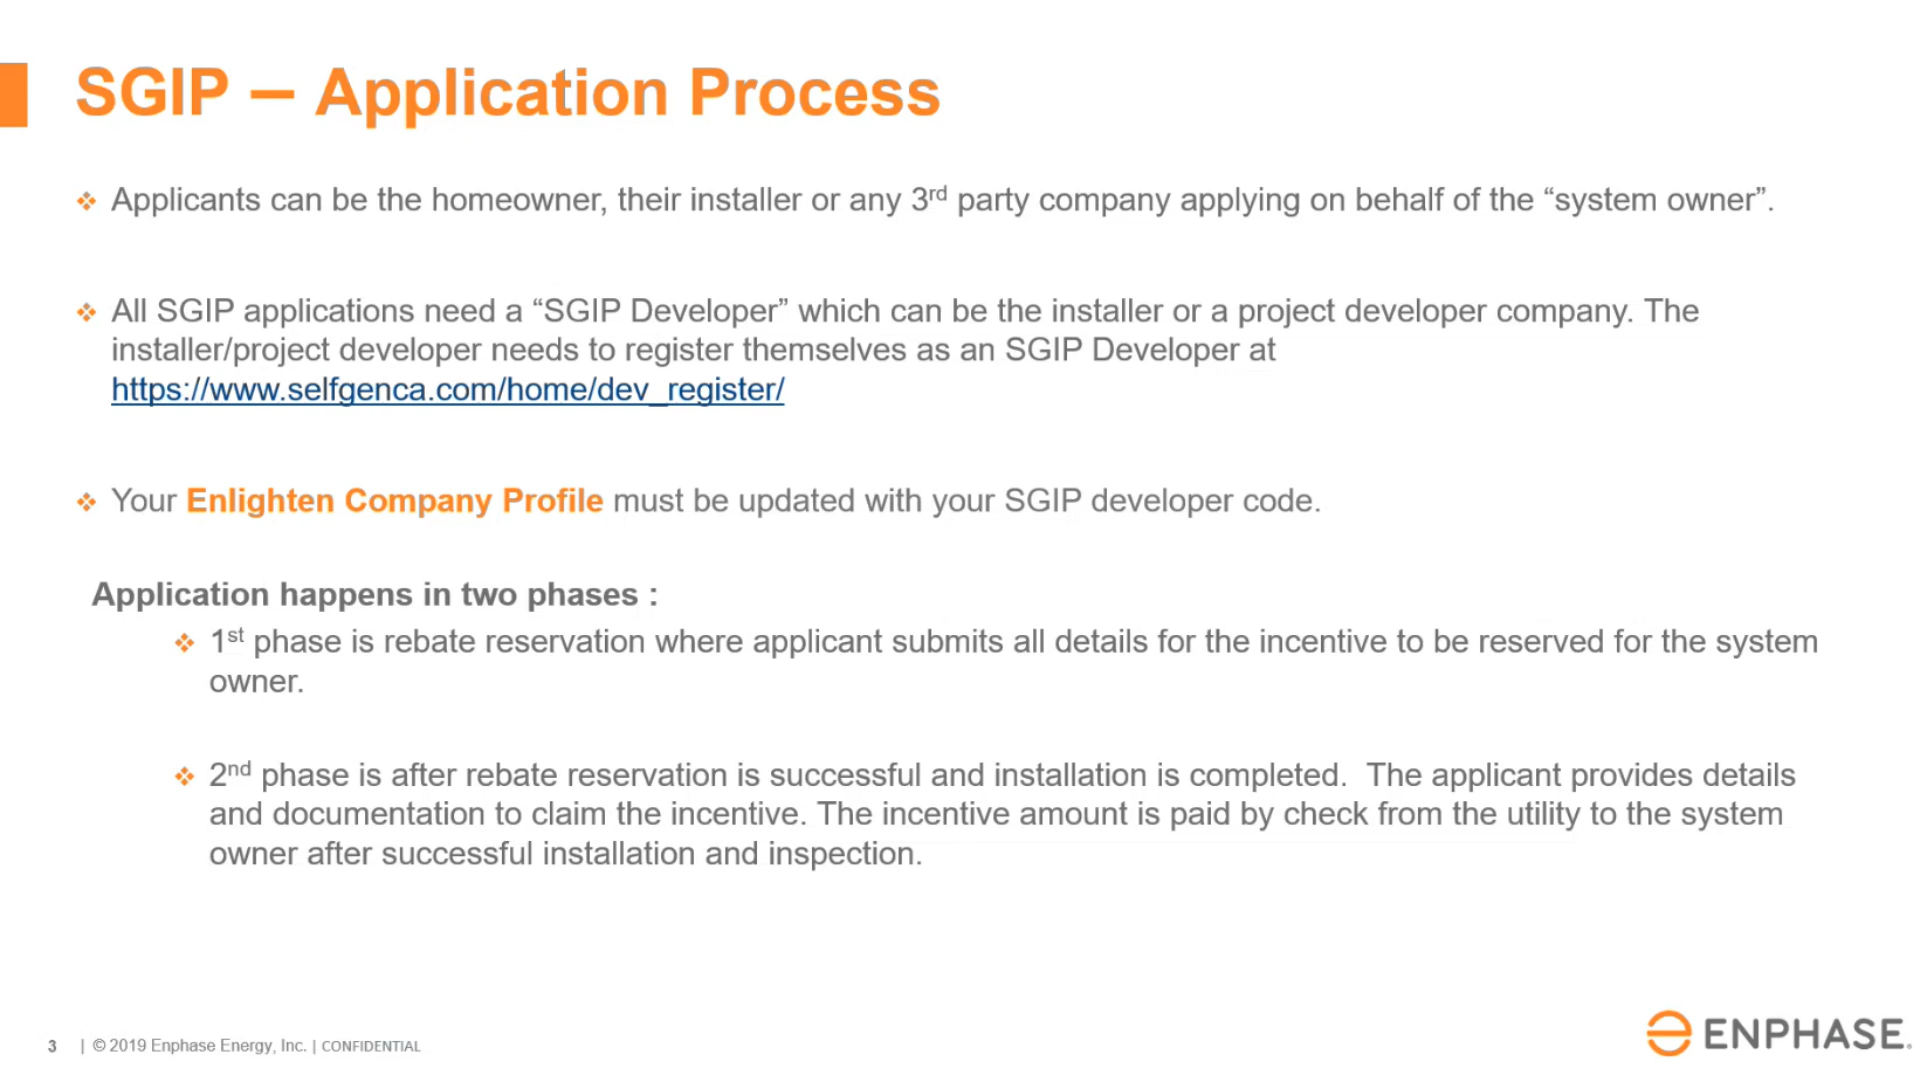 SGIP – Application Process
❖ Applicants can be the homeowner, their installer or any 3rd party company applying on behalf of the “system owner”.
❖ All SGIP applications need a “SGIP Developer” which can be the installer or a project developer company. The
installer/project developer needs to register themselves as an SGIP Developer at
https://www.selfgenca.com/home/dev_register/
❖ Your Enlighten Company Profile must be updated with your SGIP developer code.
Application happens in two phases :
❖ 1st phase is rebate reservation where applicant submits all details for the incentive to be reserved for the system
owner.
❖ 2nd phase is after rebate reservation is successful and installation is completed.  The applicant provides details
and documentation to claim the incentive. The incentive amount is paid by check from the utility to the system
owner after successful installation and inspection.
3 | © 2019 Enphase Energy, Inc. | CONFIDENTIAL
ENPHASE.